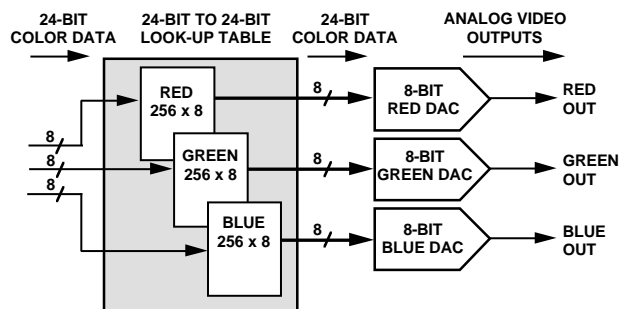 24-BIT
COLOR DATA
24-BIT TO 24-BIT
LOOK-UP TABLE
24-BIT
COLOR DATA
ANALOG VIDEO
OUTPUTS
RED
256 x 8
8
8-BIT
RED DAC
RED
OUT
8
8
8
GREEN
256 x 8
8
8-BIT
GREEN DAC
GREEN
OUT
BLUE
256 x 8
8
8-BIT
BLUE DAC
BLUE
OUT